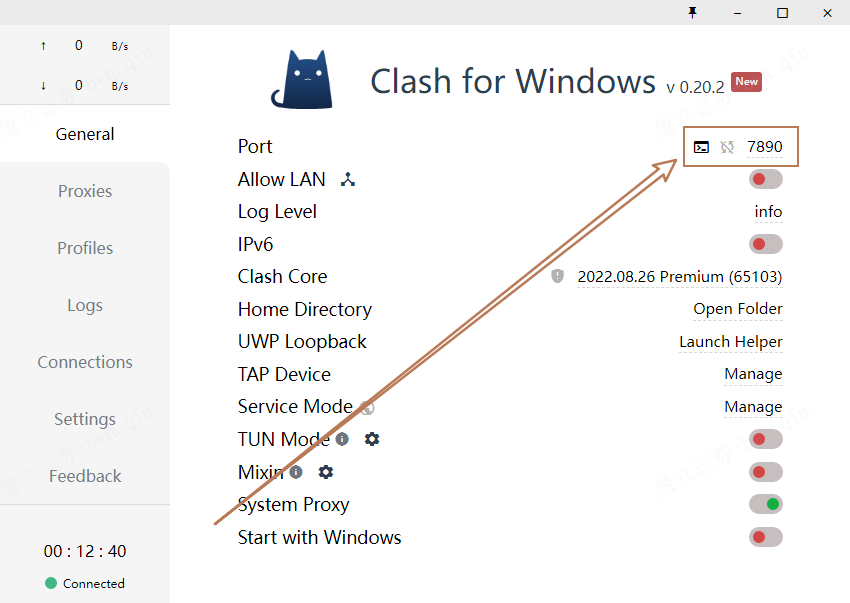 ↑ 0 B/s
↓ 0 B/s
General
Proxies
Profiles
Logs
Connections
Settings
Feedback
00 : 12 : 40
Connected
Clash for Windows v 0.20.2 New
Port 7890
Allow LAN
Log Level info
IPv6
Clash Core 2022.08.26 Premium (65103)
Home Directory Open Folder
UWP Loopback Launch Helper
TAP Device Manage
Service Mode Manage
TUN Mode
Mixin
System Proxy
Start with Windows